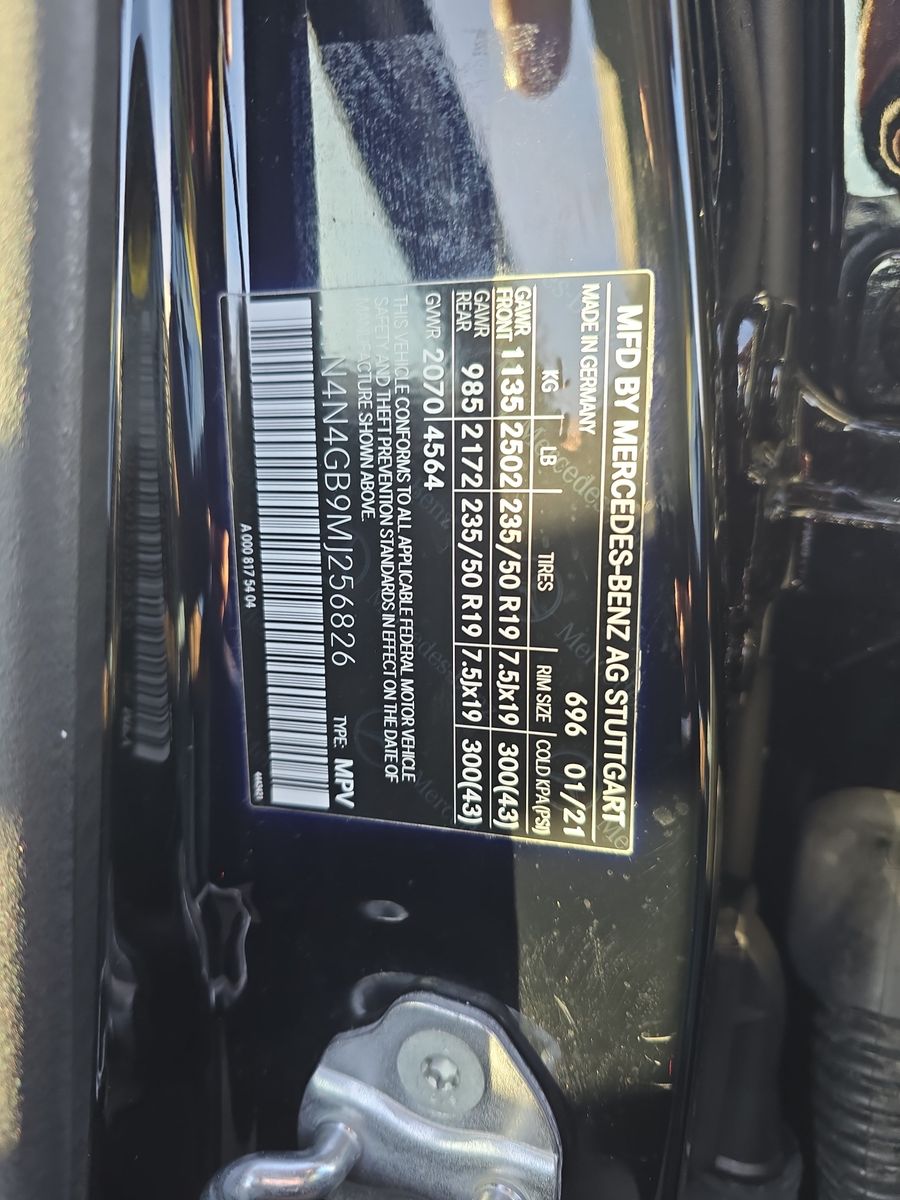 MFD BY MERCEDES-BENZ AG STUTTGART
MADE IN GERMANY 696 01/21
KG LB TIRES RIM SIZE COLD KPA(PSI)
GAWR FRONT 1135 2502 235/50 R19 7.5Jx19 300(43)
GAWR REAR 985 2172 235/50 R19 7.5Jx19 300(43)
GVWR 2070 4564
THIS VEHICLE CONFORMS TO ALL APPLICABLE FEDERAL MOTOR VEHICLE
SAFETY AND THEFT PREVENTION STANDARDS IN EFFECT ON THE DATE OF
MANUFACTURE SHOWN ABOVE.
N4N4GB9MJ256826 TYPE: MPV
A 000 817 54 04